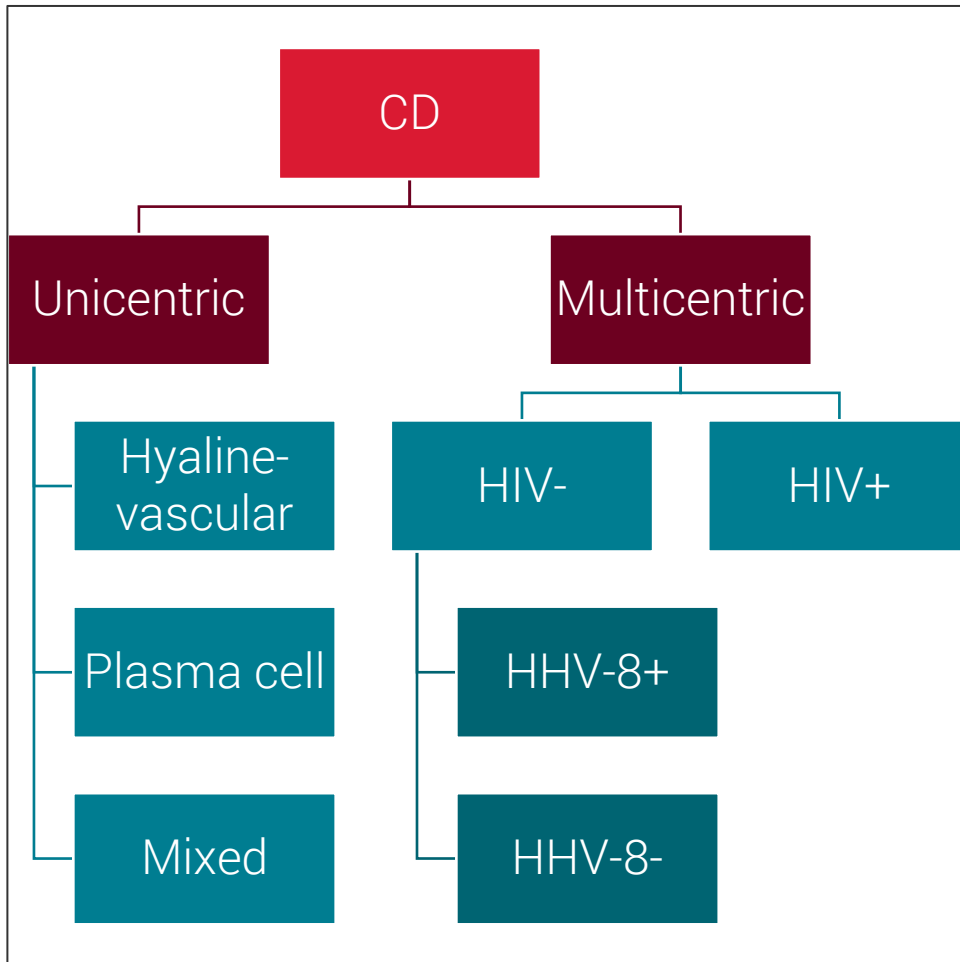 CD
Unicentric
Multicentric
Hyaline-
vascular
HIV-
HIV+
Plasma cell
HHV-8+
Mixed
HHV-8-